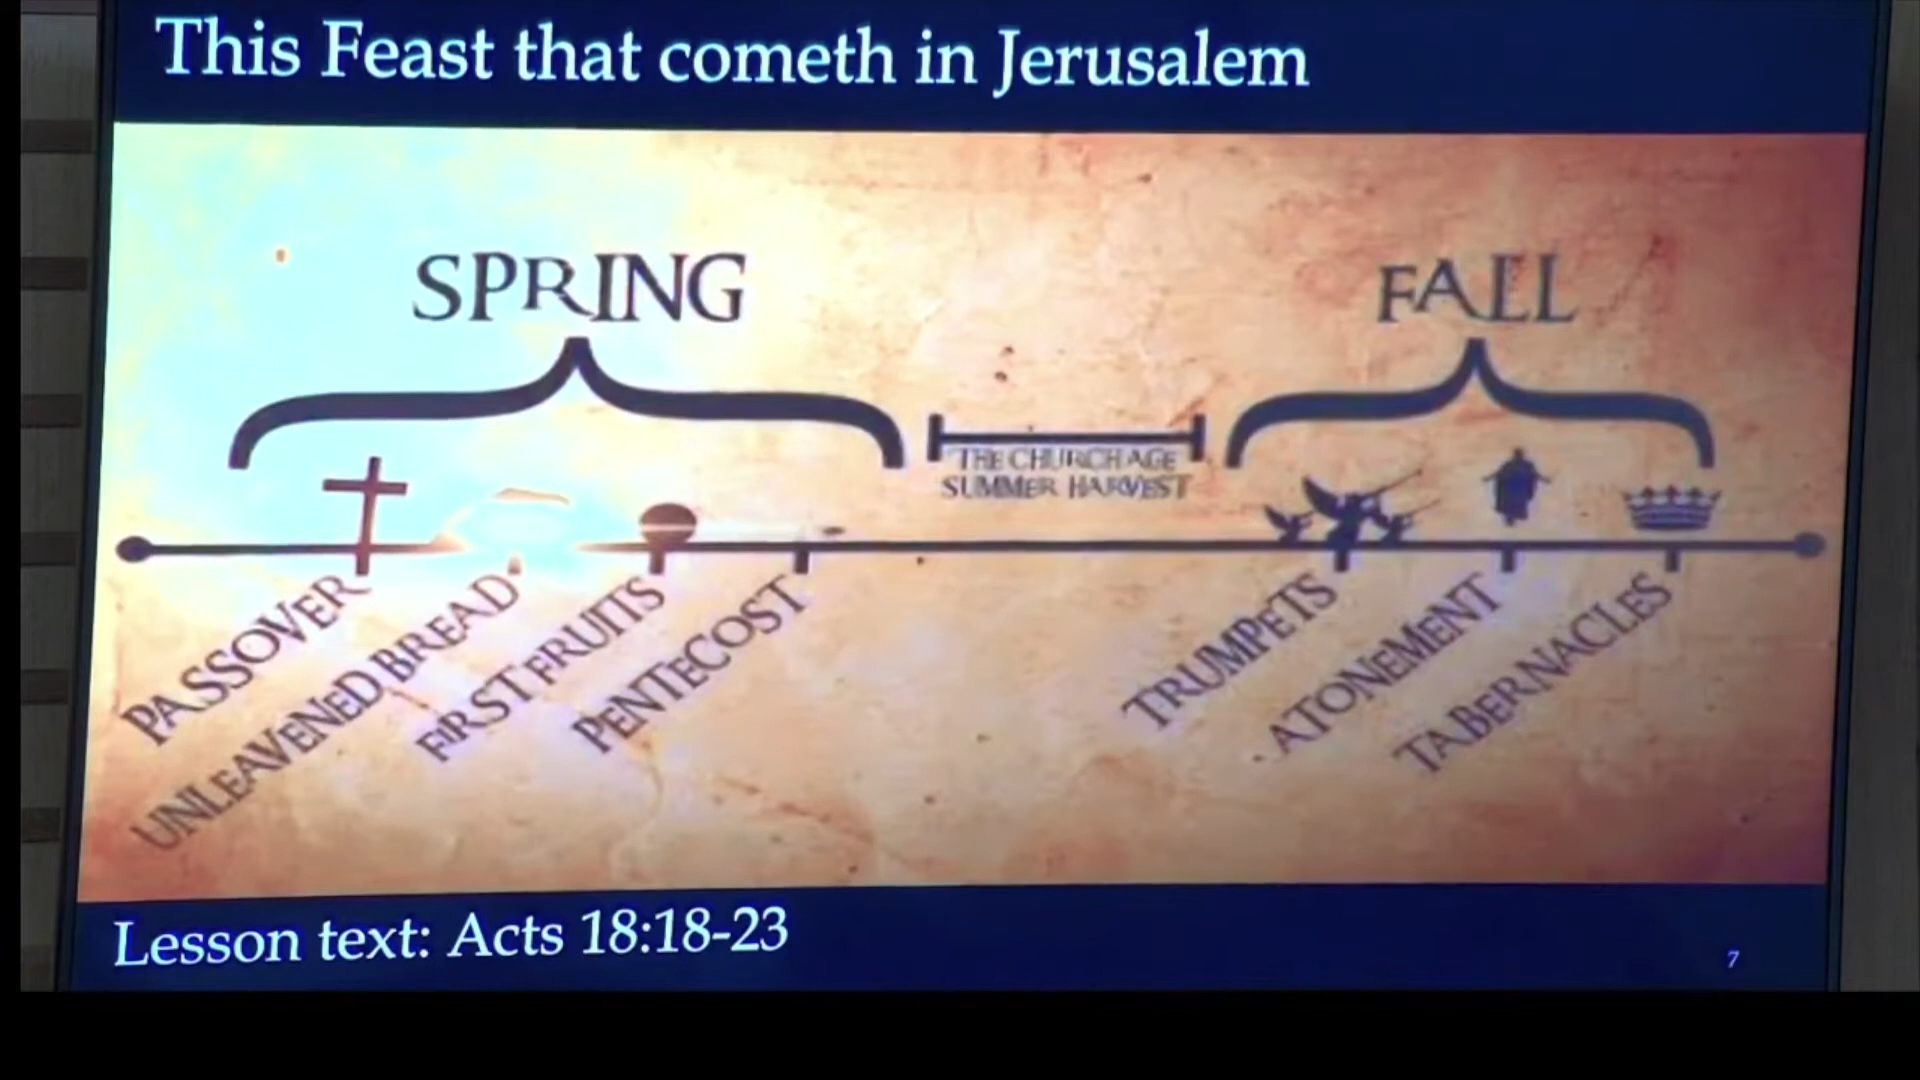 This Feast that cometh in Jerusalem
SPRING
FALL
THE CHURCH AGE
SUMMER HARVEST
PASSOVER
UNLEAVENED BREAD
FIRST FRUITS
PENTECOST
TRUMPETS
ATONEMENT
TABERNACLES
Lesson text: Acts 18:18-23
7